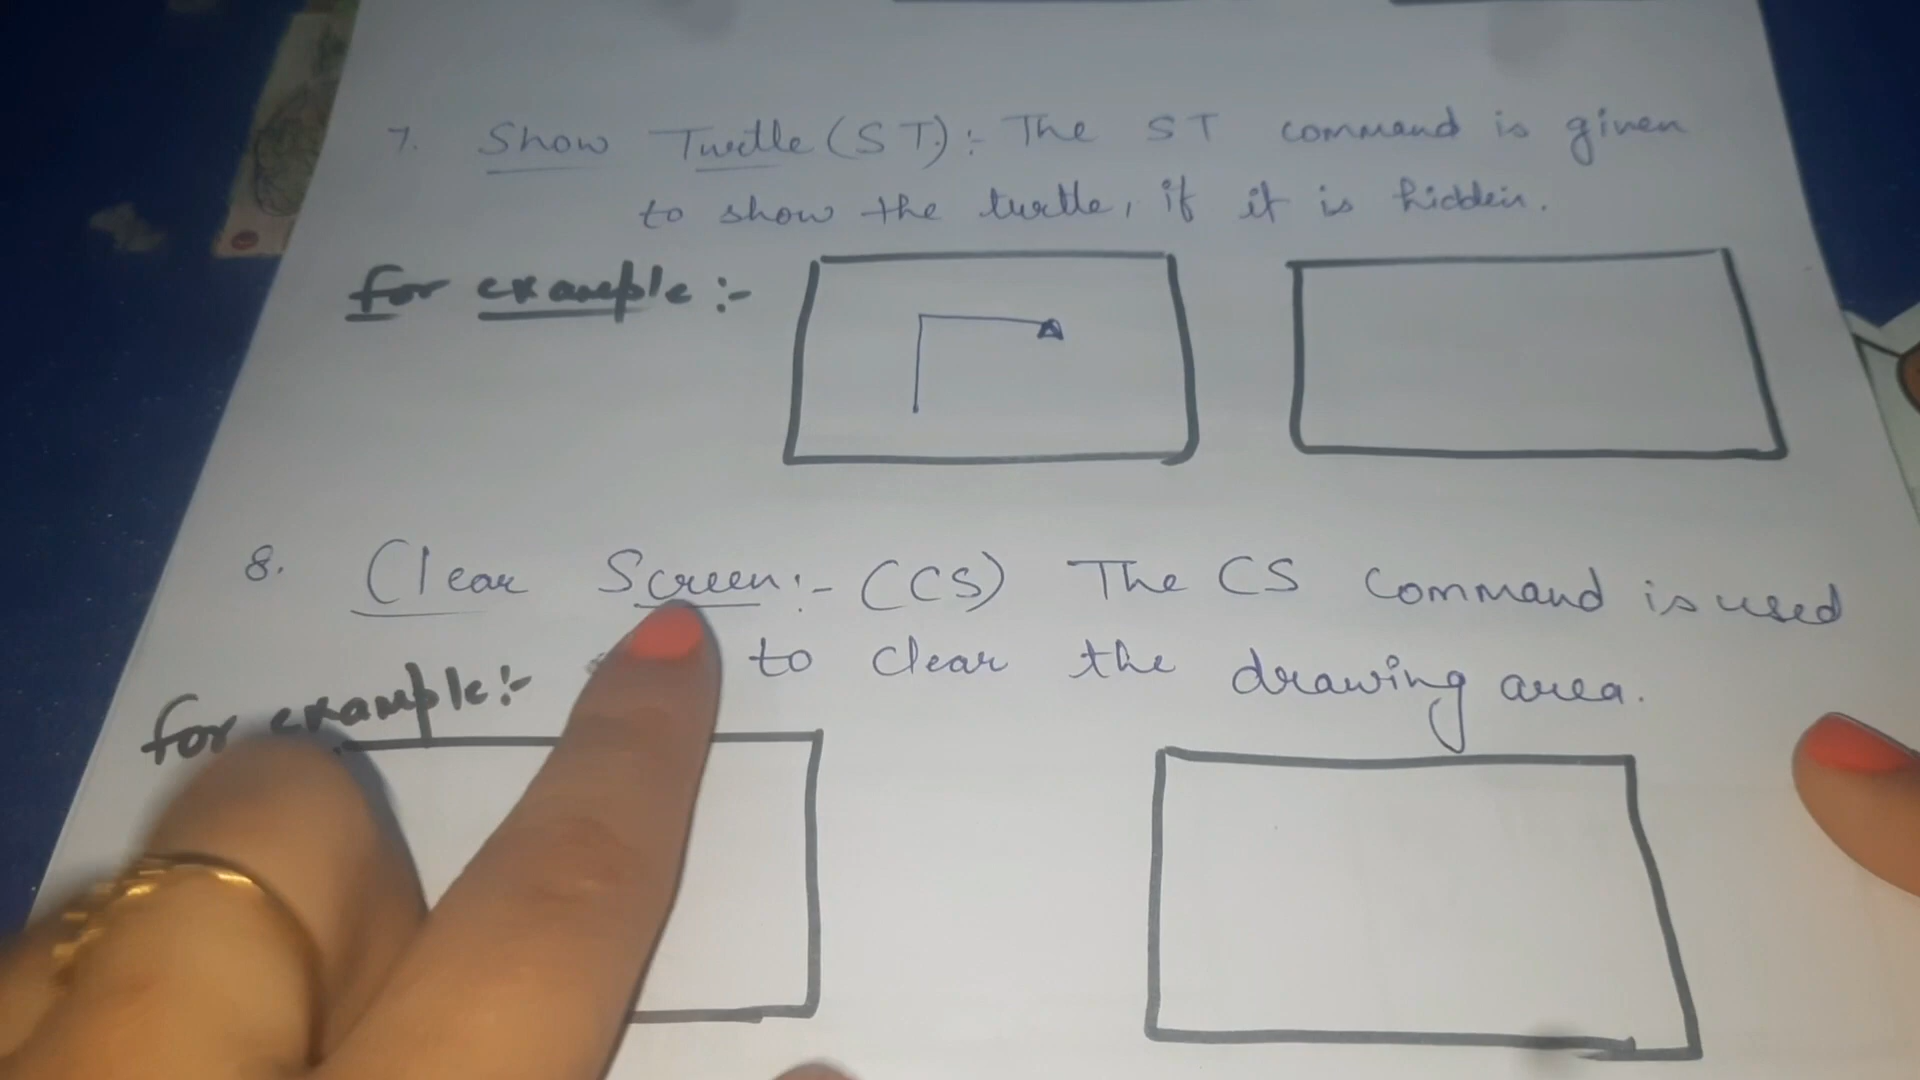 7. Show Turtle (ST):- The ST command is given
to show the turtle, if it is hidden.
for example :-
8. Clear Screen:- (CS) The CS Command is used
to clear the drawing area.
for example:-